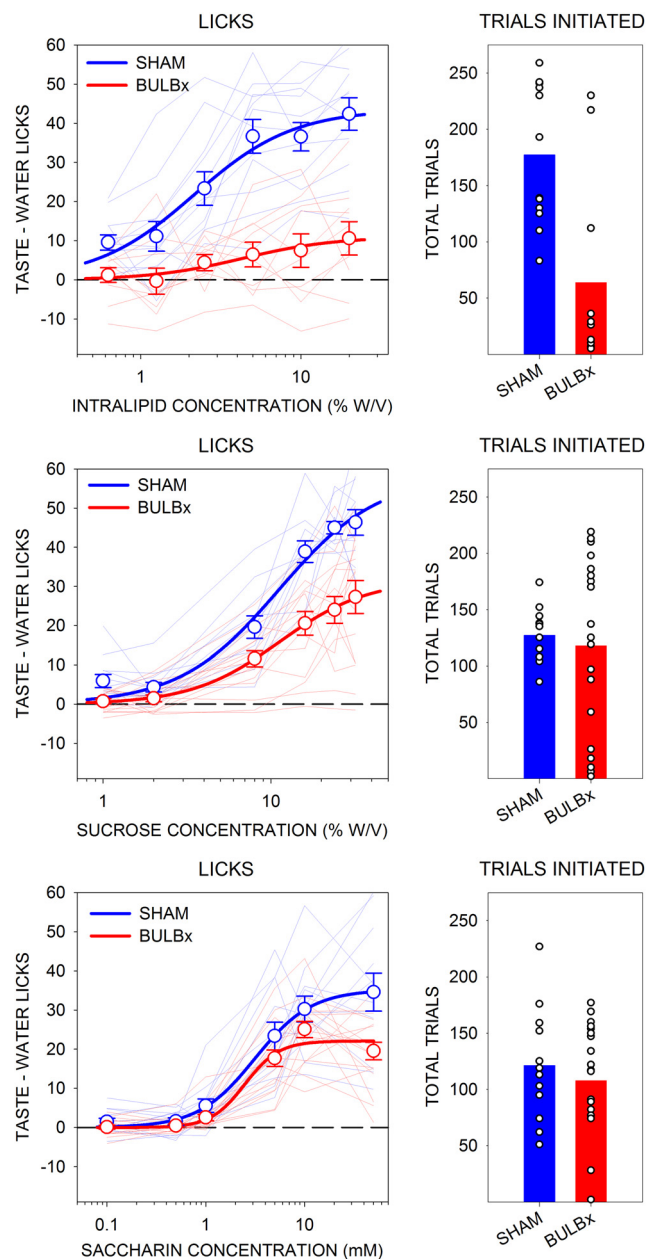 LICKS
TRIALS INITIATED
60
50
40
30
20
10
0
-10
TASTE - WATER LICKS
SHAM
BULBx
1
10
INTRALIPID CONCENTRATION (% W/V)
250
200
150
100
50
TOTAL TRIALS
SHAM
BULBx
LICKS
TRIALS INITIATED
60
50
40
30
20
10
0
-10
TASTE - WATER LICKS
SHAM
BULBx
1
10
SUCROSE CONCENTRATION (% W/V)
250
200
150
100
50
TOTAL TRIALS
SHAM
BULBx
LICKS
TRIALS INITIATED
60
50
40
30
20
10
0
-10
TASTE - WATER LICKS
SHAM
BULBx
0.1
1
10
SACCHARIN CONCENTRATION (mM)
250
200
150
100
50
TOTAL TRIALS
SHAM
BULBx